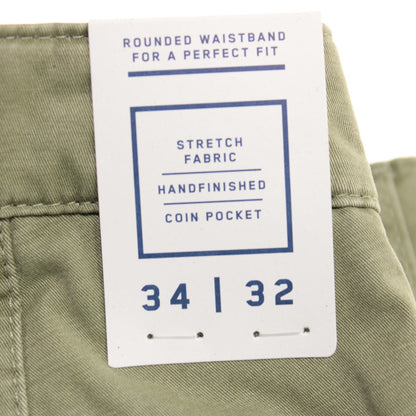 ROUNDED WAISTBAND
FOR A PERFECT FIT
STRETCH
FABRIC
HANDFINISHED
COIN POCKET
34 | 32